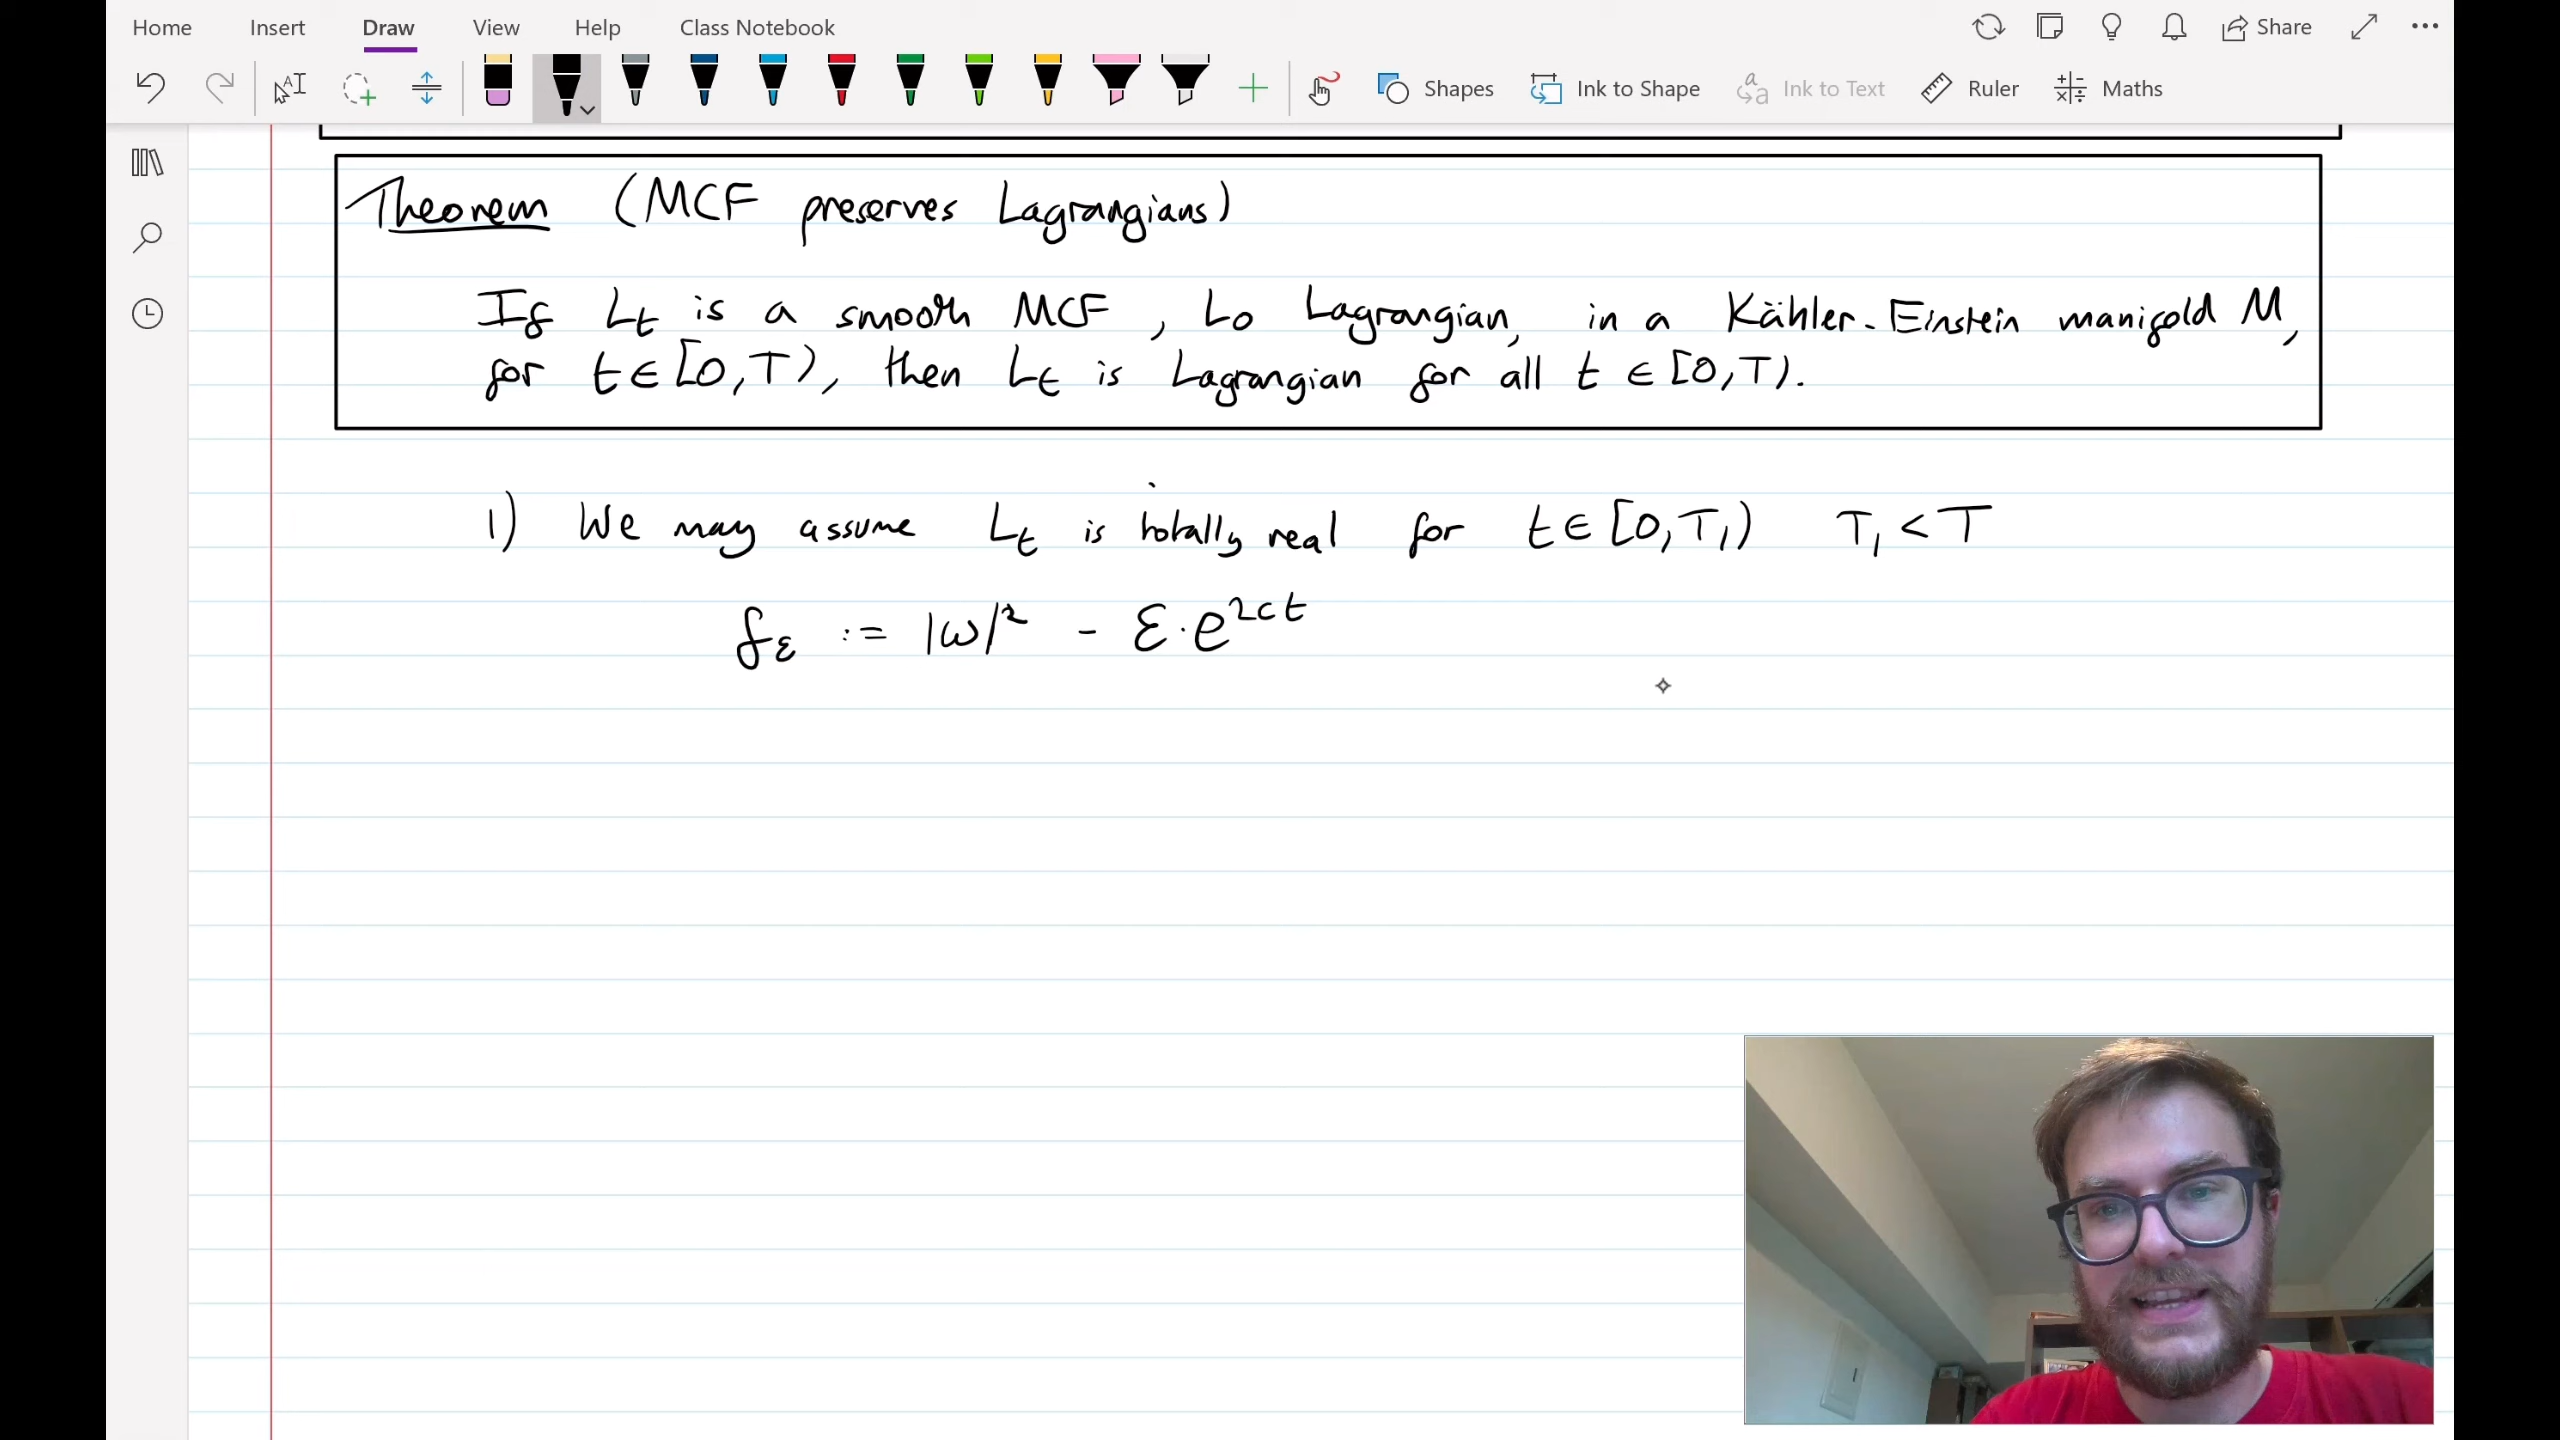 Home Insert Draw View Help Class Notebook Share
Shapes Ink to Shape Ink to Text Ruler Maths
Theorem (MCF preserves Lagrangians)
If Lt is a smooth MCF, L0 Lagrangian, in a Kähler-Einstein manifold M,
for t ∈ [0,T), then Lt is Lagrangian for all t ∈ [0,T).
1) We may assume Lt is totally real for t ∈ [0,T₁) T₁ < T
f_ε := |ω|² - ε·e^{2ct}